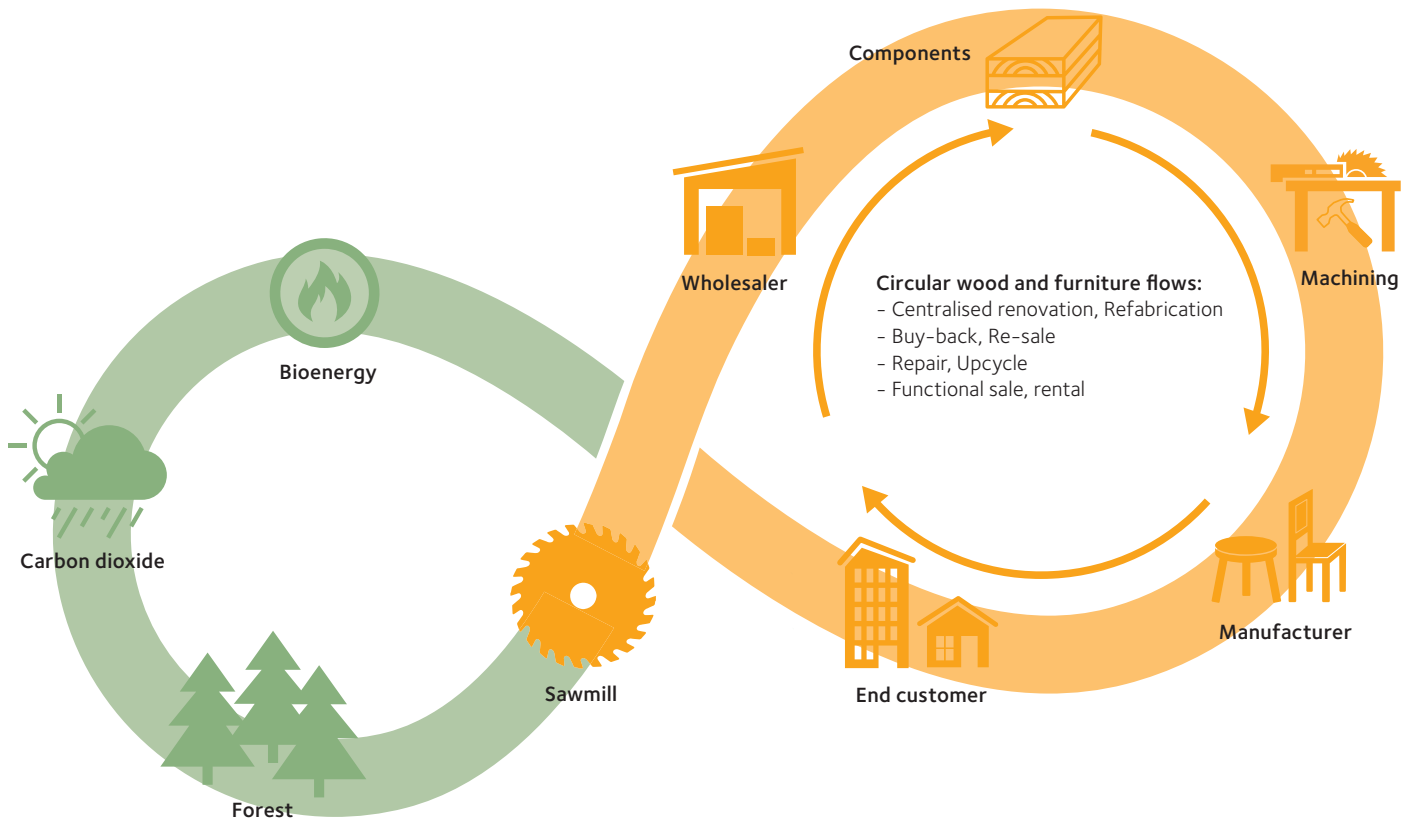 Components
Wholesaler
Machining
Circular wood and furniture flows:
- Centralised renovation, Refabrication
- Buy-back, Re-sale
- Repair, Upcycle
- Functional sale, rental
Bioenergy
Carbon dioxide
Manufacturer
Sawmill
End customer
Forest